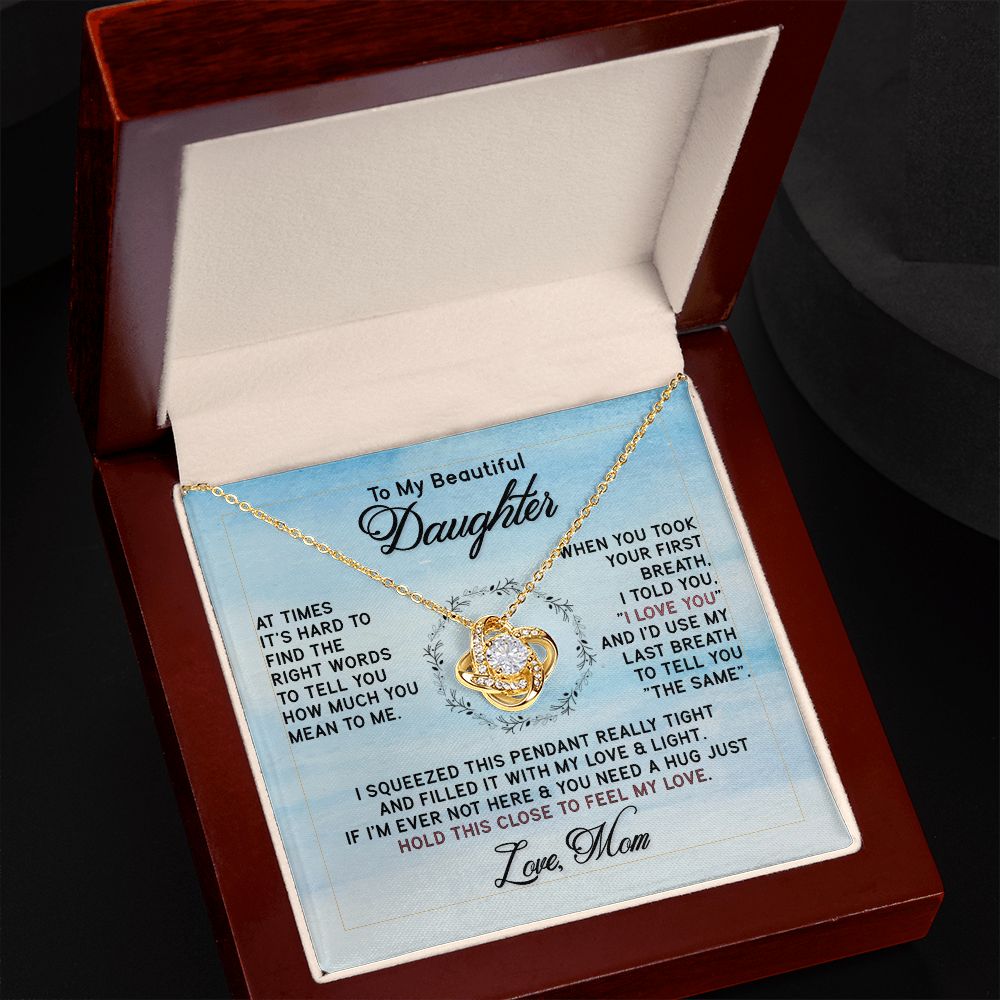 To My Beautiful
Daughter
AT TIMES
IT'S HARD TO
FIND THE
RIGHT WORDS
TO TELL YOU
HOW MUCH YOU
MEAN TO ME.
WHEN YOU TOOK
YOUR FIRST
BREATH.
I TOLD YOU.
"I LOVE YOU"
AND I'D USE MY
LAST BREATH
TO TELL YOU
"THE SAME".
I SQUEEZED THIS PENDANT REALLY TIGHT
AND FILLED IT WITH MY LOVE & LIGHT.
IF I'M EVER NOT HERE & YOU NEED A HUG JUST
HOLD THIS CLOSE TO FEEL MY LOVE.
Love, Mom